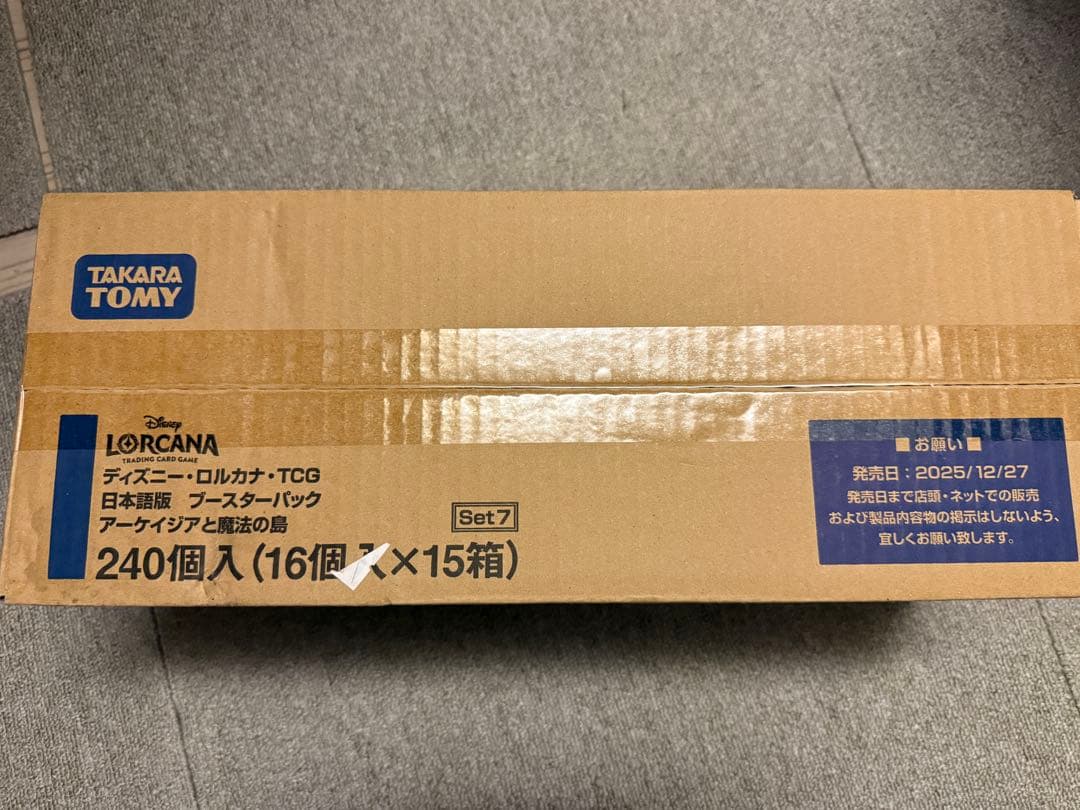 TAKARA
TOMY
Disney
LORCANA
TRADING CARD GAME
ディズニー・ロルカナ・TCG
日本語版 ブースターパック
アーケイジアと魔法の島
Set7
240個入(16個入×15箱)
■お願い■
発売日:2025/12/27
発売日まで店頭・ネットでの販売
および製品内容物の掲示はしないよう、
宜しくお願い致します。